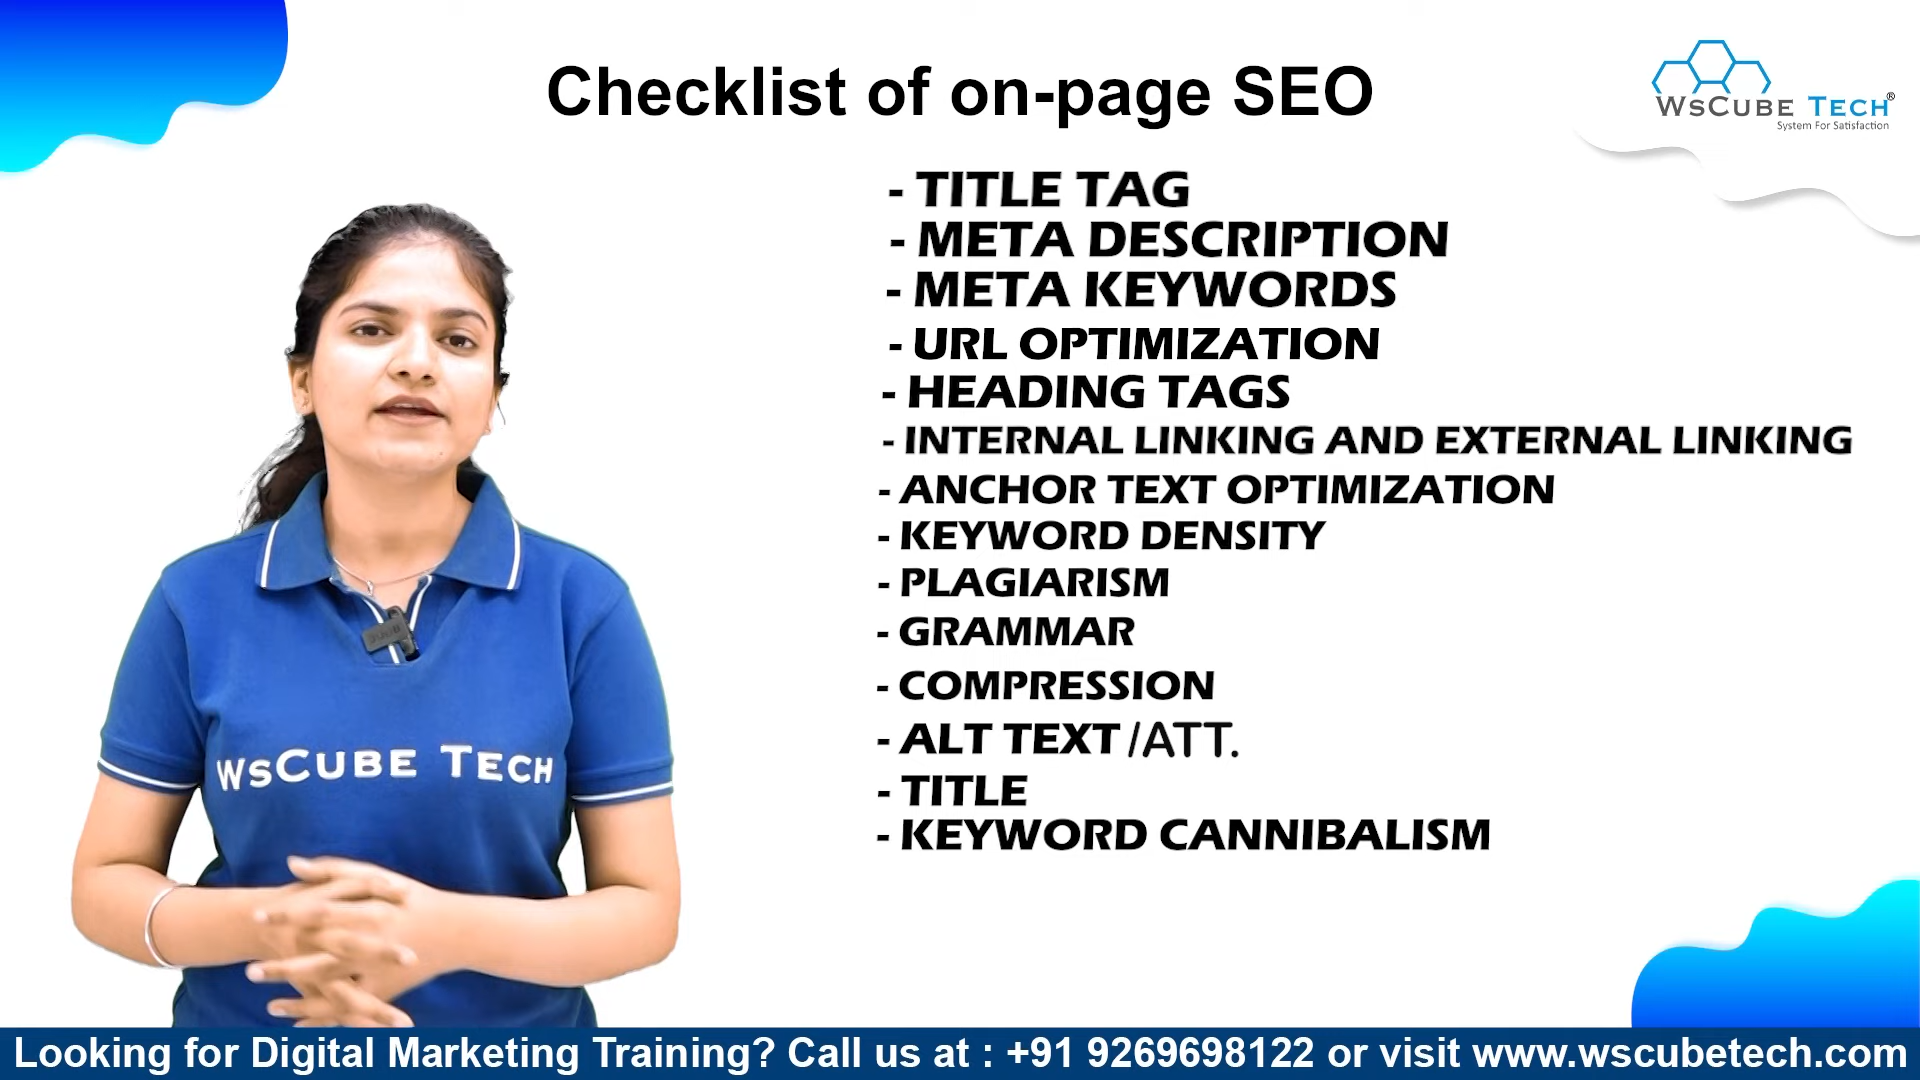 Checklist of on-page SEO
WSCUBE TECH®
System For Satisfaction
- TITLE TAG
- META DESCRIPTION
- META KEYWORDS
- URL OPTIMIZATION
- HEADING TAGS
- INTERNAL LINKING AND EXTERNAL LINKING
- ANCHOR TEXT OPTIMIZATION
- KEYWORD DENSITY
- PLAGIARISM
- GRAMMAR
- COMPRESSION
- ALT TEXT /ATT.
- TITLE
- KEYWORD CANNIBALISM
WSCUBE TECH
Looking for Digital Marketing Training? Call us at : +91 9269698122 or visit www.wscubetech.com